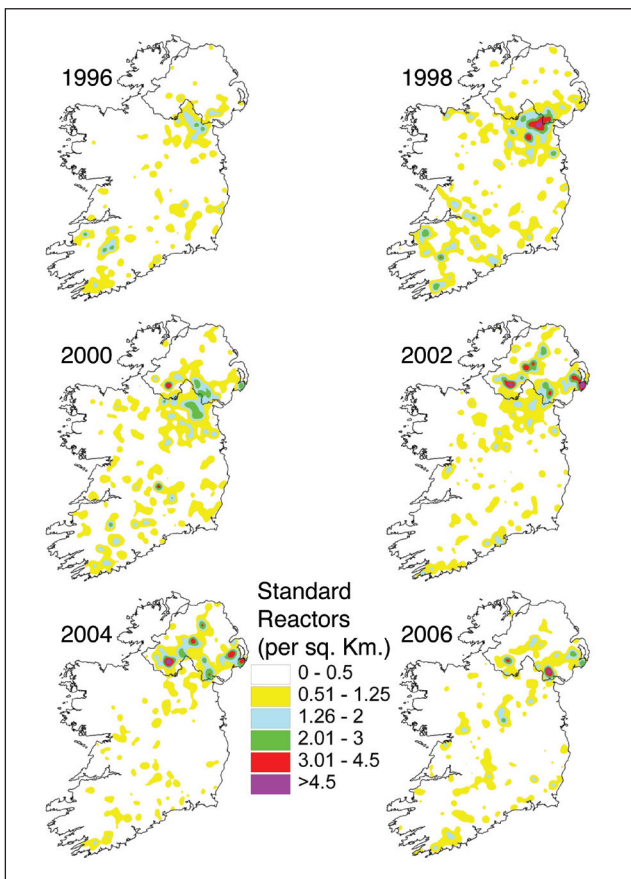 1996
1998
2000
2002
2004
2006
Standard
Reactors
(per sq. Km.)
0 - 0.5
0.51 - 1.25
1.26 - 2
2.01 - 3
3.01 - 4.5
>4.5